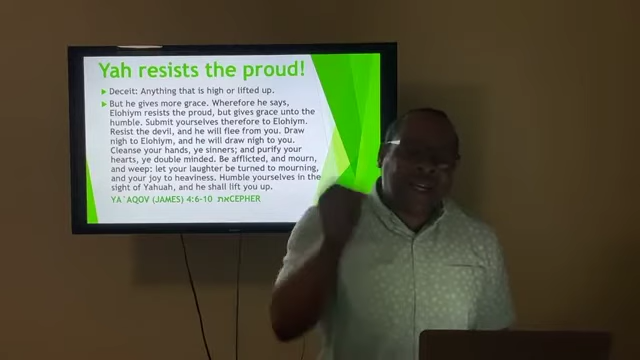 Yah resists the proud!
Deceit: Anything that is high or lifted up.
But he gives more grace. Wherefore he says,
Elohiym resists the proud, but gives grace unto the
humble. Submit yourselves therefore to Elohiym.
Resist the devil, and he will flee from you. Draw
nigh to Elohiym, and he will draw nigh to you.
Cleanse your hands, ye sinners; and purify your
hearts, ye double minded. Be afflicted, and mourn,
and weep: let your laughter be turned to mourning,
and your joy to heaviness. Humble yourselves in the
sight of Yahuah, and he shall lift you up.
YA`AQOV (JAMES) 4:6-10 את CEPHER